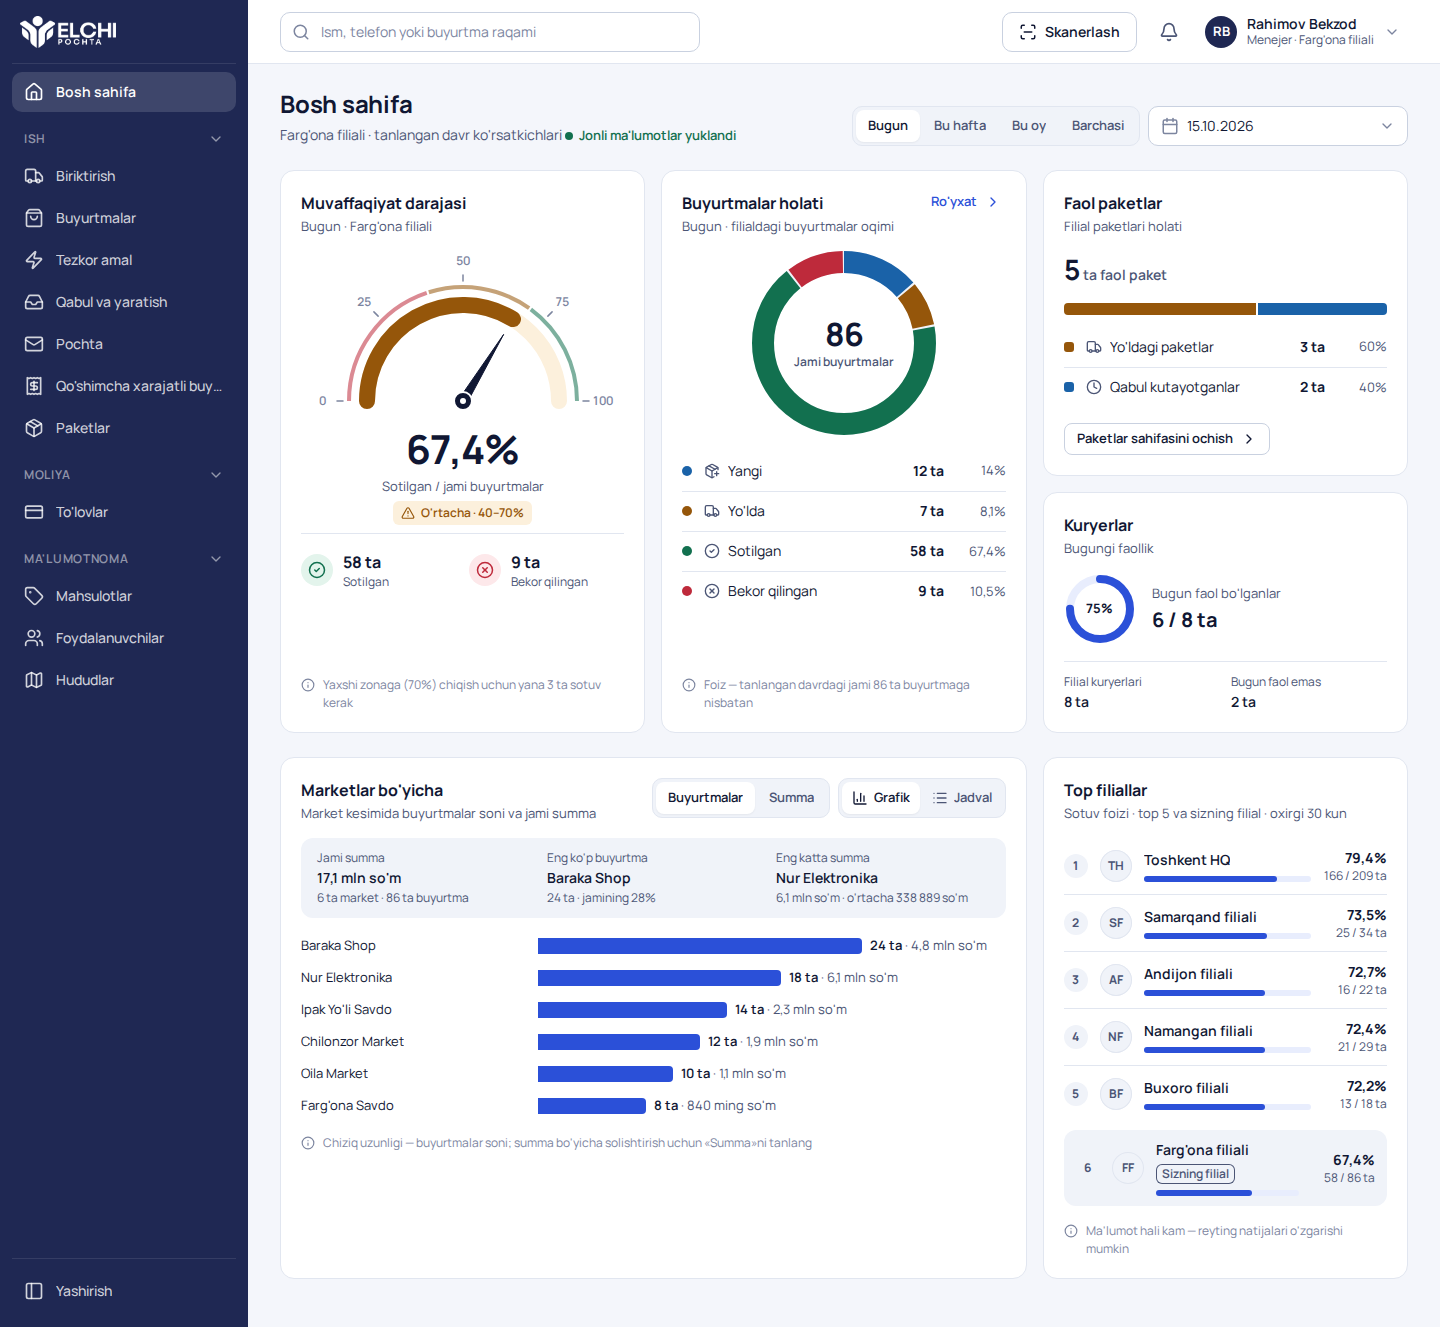 ELCHI
POCHTA
Ism, telefon yoki buyurtma raqami
Skanerlash
RB
Rahimov Bekzod
Menejer · Farg'ona filiali
Bosh sahifa
ISH
Biriktirish
Buyurtmalar
Tezkor amal
Qabul va yaratish
Pochta
Qo'shimcha xarajatli buy...
Paketlar
MOLIYA
To'lovlar
MA'LUMOTNOMA
Mahsulotlar
Foydalanuvchilar
Hududlar
Yashirish
Bosh sahifa
Farg'ona filiali · tanlangan davr ko'rsatkichlari
Jonli ma'lumotlar yuklandi
Bugun
Bu hafta
Bu oy
Barchasi
15.10.2026
Muvaffaqiyat darajasi
Bugun · Farg'ona filiali
0
25
50
75
100
67,4%
Sotilgan / jami buyurtmalar
O'rtacha · 40–70%
58 ta
Sotilgan
9 ta
Bekor qilingan
Yaxshi zonaga (70%) chiqish uchun yana 3 ta sotuv
kerak
Buyurtmalar holati
Ro'yxat
Bugun · filialdagi buyurtmalar oqimi
86
Jami buyurtmalar
Yangi 12 ta 14%
Yo'lda 7 ta 8,1%
Sotilgan 58 ta 67,4%
Bekor qilingan 9 ta 10,5%
Foiz — tanlangan davrdagi jami 86 ta buyurtmaga
nisbatan
Faol paketlar
Filial paketlari holati
5 ta faol paket
Yo'ldagi paketlar 3 ta 60%
Qabul kutayotganlar 2 ta 40%
Paketlar sahifasini ochish
Kuryerlar
Bugungi faollik
75%
Bugun faol bo'lganlar
6 / 8 ta
Filial kuryerlari
8 ta
Bugun faol emas
2 ta
Marketlar bo'yicha
Market kesimida buyurtmalar soni va jami summa
Buyurtmalar
Summa
Grafik
Jadval
Jami summa
17,1 mln so'm
6 ta market · 86 ta buyurtma
Eng ko'p buyurtma
Baraka Shop
24 ta · jamining 28%
Eng katta summa
Nur Elektronika
6,1 mln so'm · o'rtacha 338 889 so'm
Baraka Shop 24 ta · 4,8 mln so'm
Nur Elektronika 18 ta · 6,1 mln so'm
Ipak Yo'li Savdo 14 ta · 2,3 mln so'm
Chilonzor Market 12 ta · 1,9 mln so'm
Oila Market 10 ta · 1,1 mln so'm
Farg'ona Savdo 8 ta · 840 ming so'm
Chiziq uzunligi — buyurtmalar soni; summa bo'yicha solishtirish uchun «Summa»ni tanlang
Top filiallar
Sotuv foizi · top 5 va sizning filial · oxirgi 30 kun
1 TH Toshkent HQ 79,4%
166 / 209 ta
2 SF Samarqand filiali 73,5%
25 / 34 ta
3 AF Andijon filiali 72,7%
16 / 22 ta
4 NF Namangan filiali 72,4%
21 / 29 ta
5 BF Buxoro filiali 72,2%
13 / 18 ta
6 FF Farg'ona filiali 67,4%
Sizning filial 58 / 86 ta
Ma'lumot hali kam — reyting natijalari o'zgarishi
mumkin